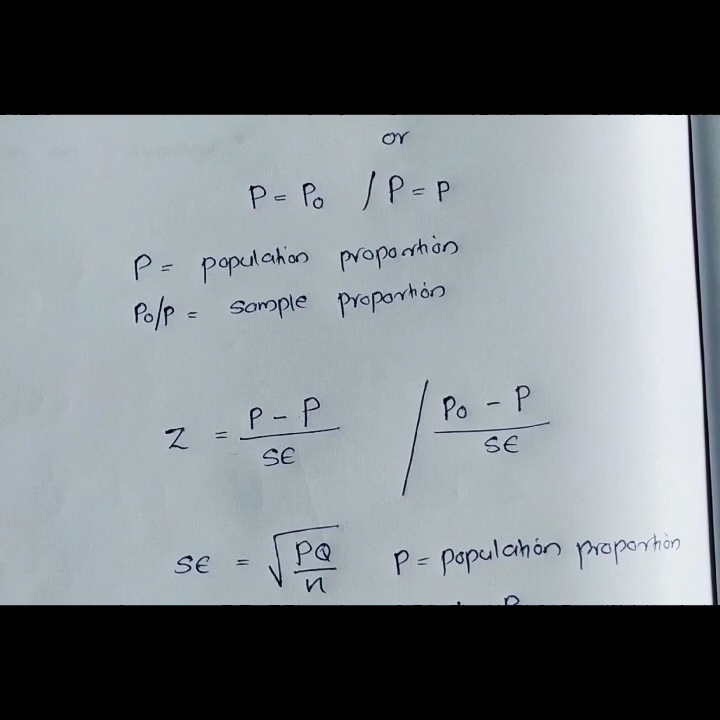 or
P = P₀ / P = p
P = population proportion
P₀/p = sample proportion
Z = p - P / SE / P₀ - P / SE
SE = √PQ/n P = population proportion